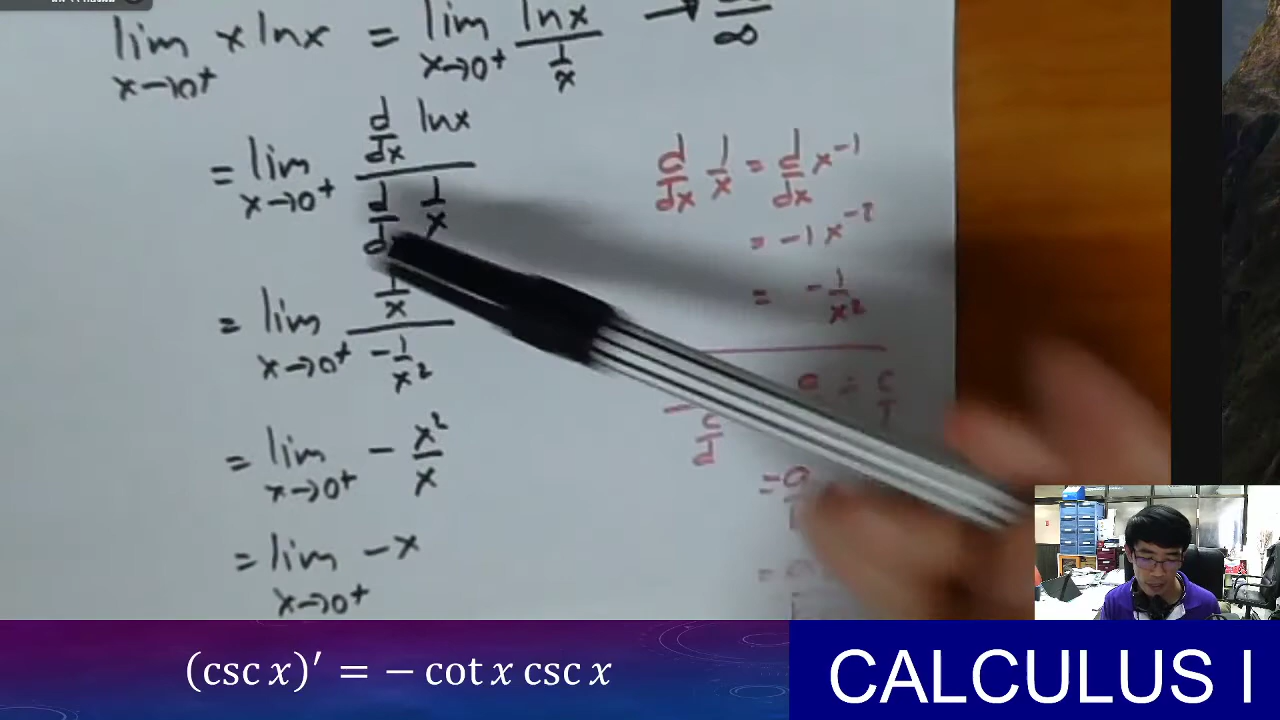 lim x→0⁺ x ln x = lim x→0⁺ ln x / (1/x) → /∞
= lim x→0⁺ (d/dx ln x) / (d/dx 1/x)
= lim x→0⁺ (1/x) / (-1/x²)
= lim x→0⁺ - x²/x
= lim x→0⁺ -x
d/dx 1/x = d/dx x⁻¹
= -1 x⁻²
= - 1/x²
(csc x)′ = − cot x csc x
CALCULUS I